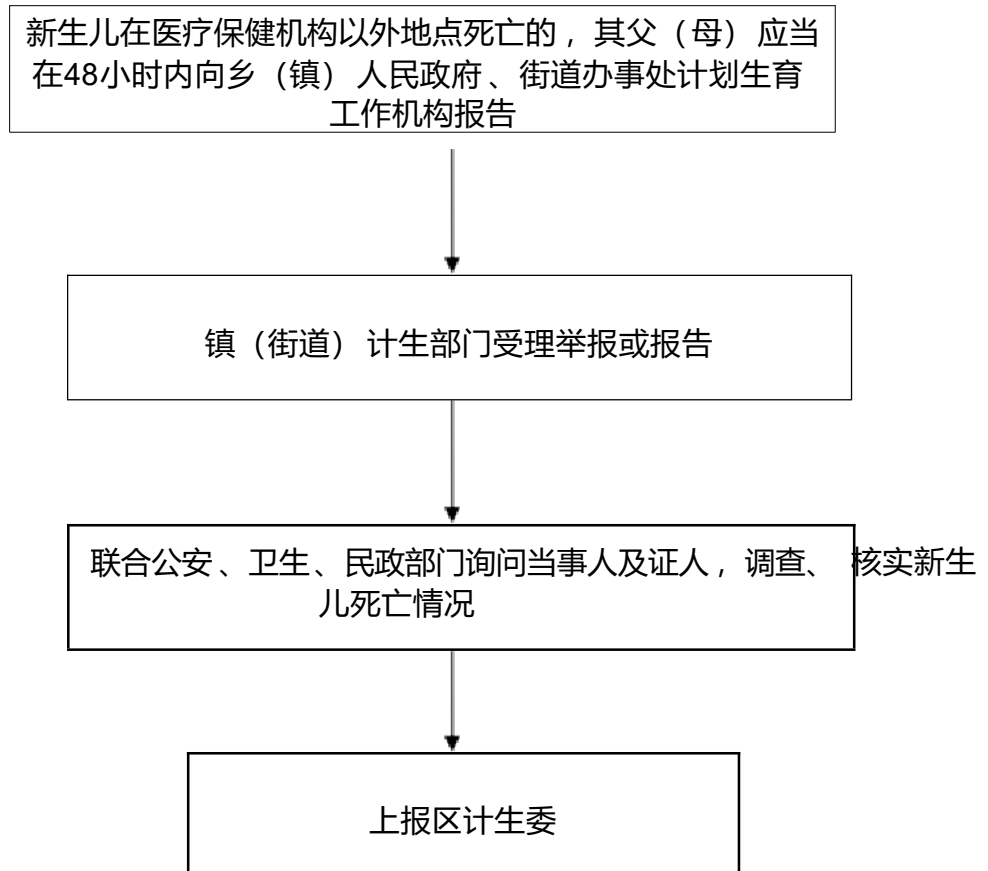 新生儿在医疗保健机构以外地点死亡的，其父（母）应当
在48小时内向乡（镇）人民政府、街道办事处计划生育
工作机构报告
镇（街道）计生部门受理举报或报告
联合公安、卫生、民政部门询问当事人及证人，调查、 核实新生
儿死亡情况
上报区计生委